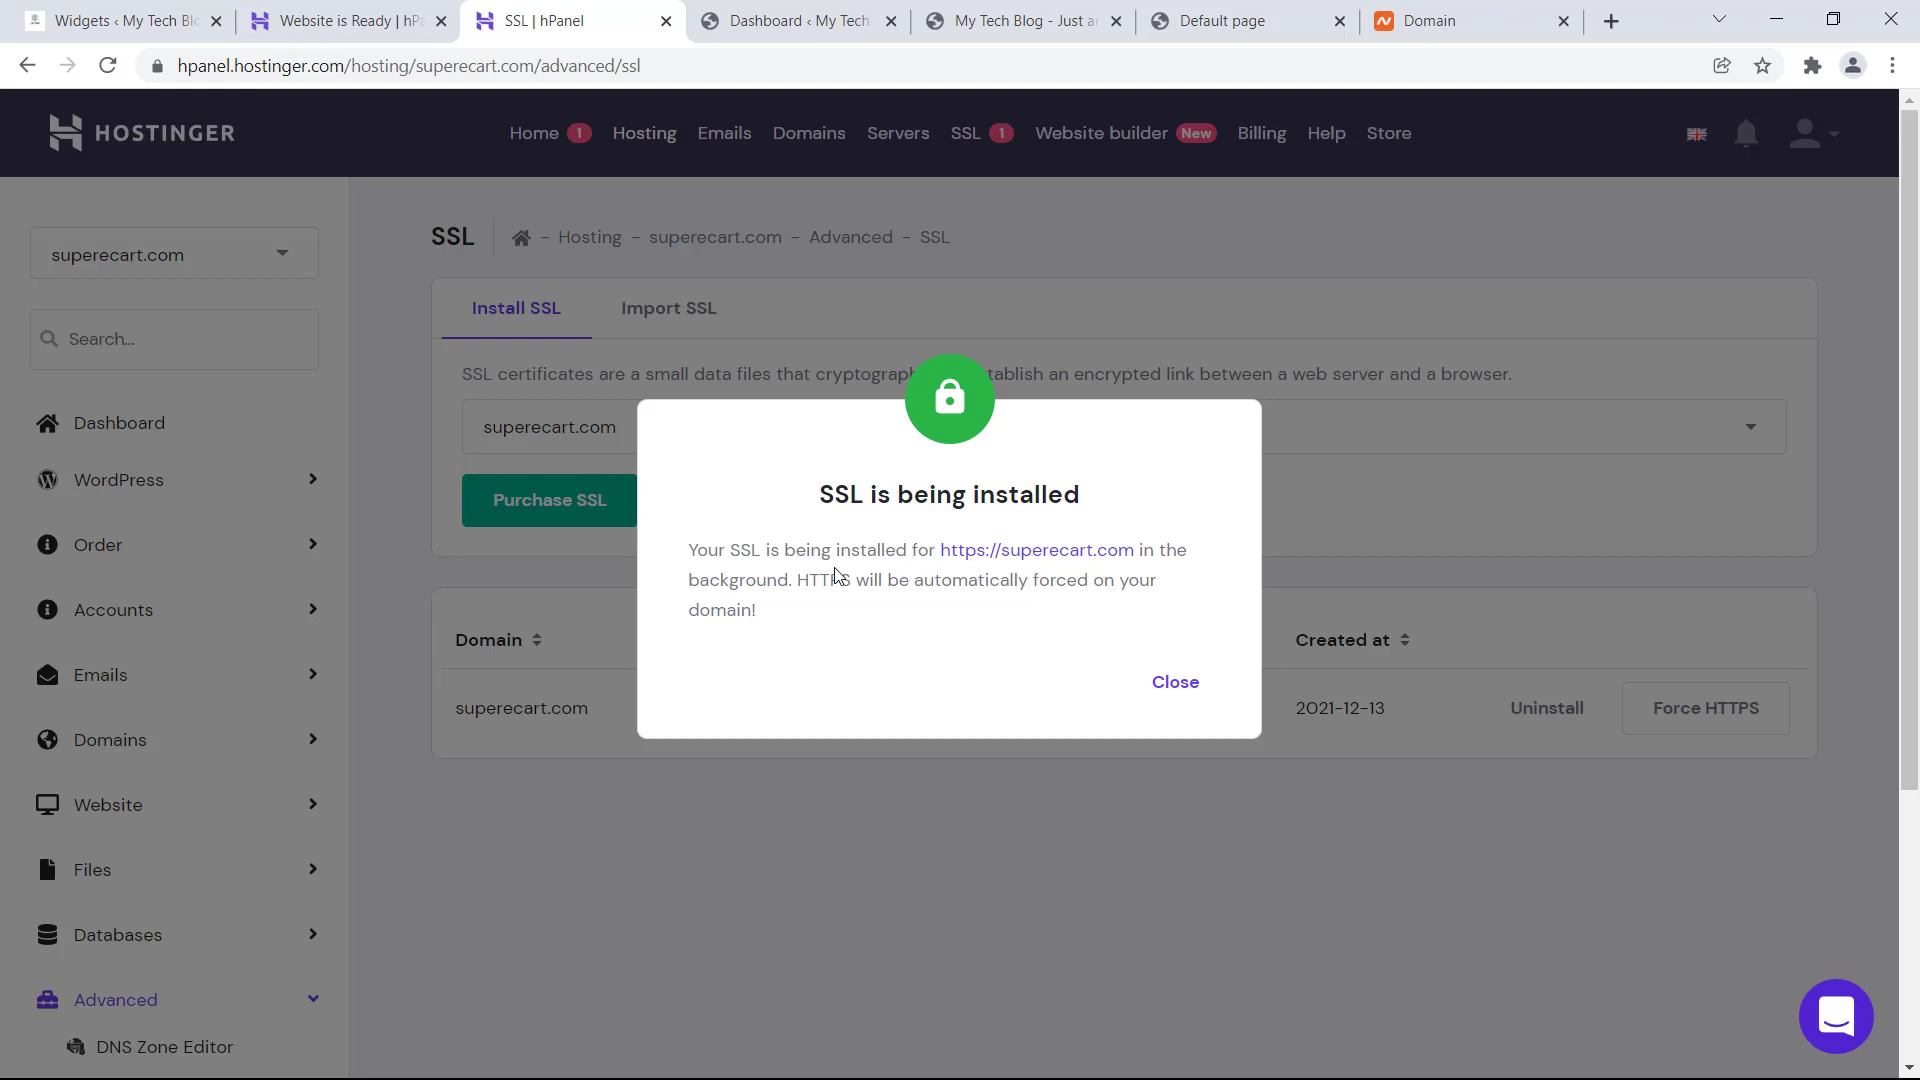 Widgets ‹ My Tech Blo
Website is Ready | hPa
SSL | hPanel
Dashboard ‹ My Tech
My Tech Blog - Just a
Default page
Domain
hpanel.hostinger.com/hosting/superecart.com/advanced/ssl
HOSTINGER
Home 1
Hosting
Emails
Domains
Servers
SSL 1
Website builder New
Billing
Help
Store
superecart.com
Search...
Dashboard
WordPress
Order
Accounts
Emails
Domains
Website
Files
Databases
Advanced
DNS Zone Editor
SSL
- Hosting - superecart.com - Advanced - SSL
Install SSL
Import SSL
SSL certificates are a small data files that cryptograph tablish an encrypted link between a web server and a browser.
superecart.com
Purchase SSL
Domain
Created at
superecart.com
2021-12-13
Uninstall
Force HTTPS
SSL is being installed
Your SSL is being installed for https://superecart.com in the
background. HTTPS will be automatically forced on your
domain!
Close